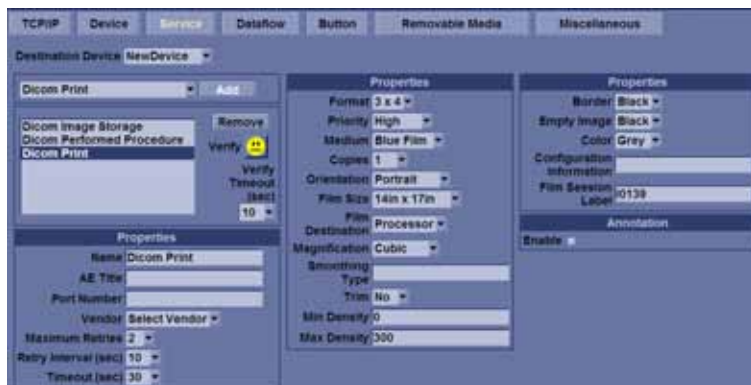 TCP/IP Device Service Dataflow Button Removable Media Miscellaneous
Destination Device NewDevice
Dicom Print Add
Dicom Image Storage
Dicom Performed Procedure
Dicom Print
Remove
Verify
Verify Timeout (sec)
10
Properties
Name Dicom Print
AE Title
Port Number
Vendor Select Vendor
Maximum Retries 2
Retry Interval (sec) 10
Timeout (sec) 30
Properties
Format 3 x 4
Priority High
Medium Blue Film
Copies 1
Orientation Portrait
Film Size 14in x 17in
Film Destination Processor
Magnification Cubic
Smoothing Type
Trim No
Min Density 0
Max Density 300
Properties
Border Black
Empty Image Black
Color Grey
Configuration Information
Film Session Label
Annotation
Enable